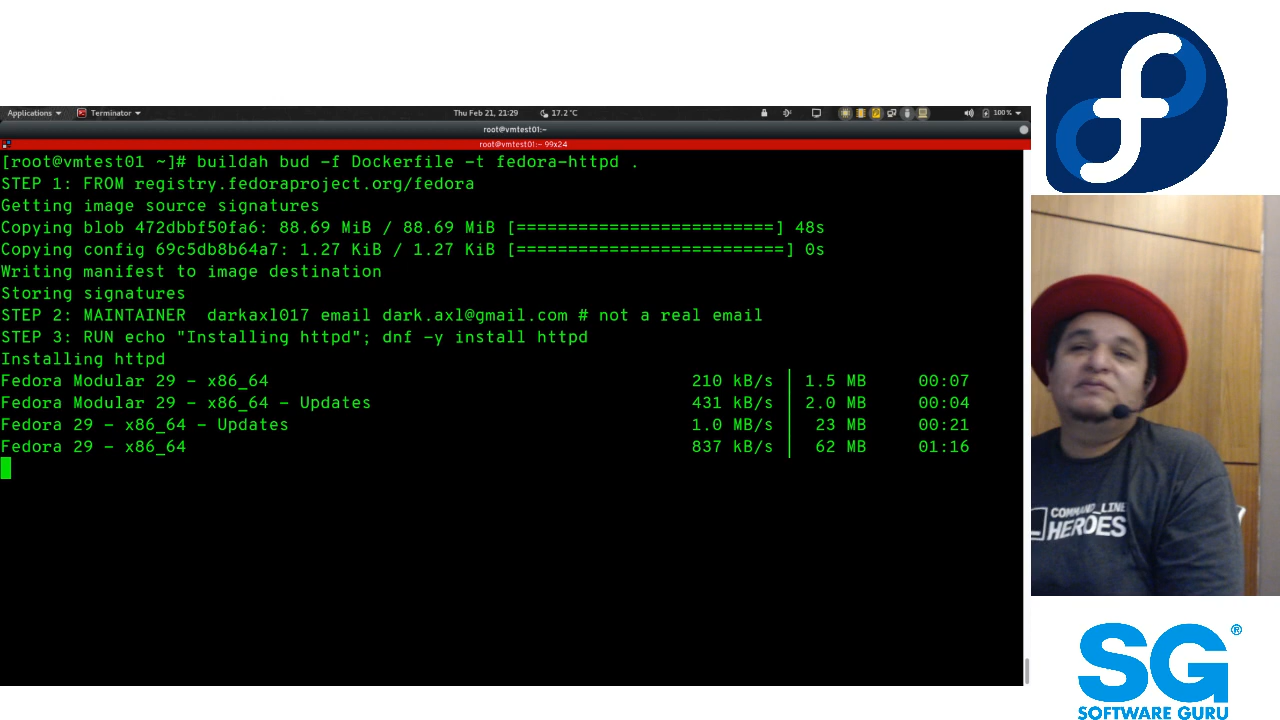 Applications Terminator Thu Feb 21, 21:29 17.2°C 100%
root@vmtest01:~
root@vmtest01:~ 99x24
[root@vmtest01 ~]# buildah bud -f Dockerfile -t fedora-httpd .
STEP 1: FROM registry.fedoraproject.org/fedora
Getting image source signatures
Copying blob 472dbbf50fa6: 88.69 MiB / 88.69 MiB [=========================] 48s
Copying config 69c5db8b64a7: 1.27 KiB / 1.27 KiB [==========================] 0s
Writing manifest to image destination
Storing signatures
STEP 2: MAINTAINER  darkaxl017 email dark.axl@gmail.com # not a real email
STEP 3: RUN echo "Installing httpd"; dnf -y install httpd
Installing httpd
Fedora Modular 29 - x86_64 210 kB/s | 1.5 MB 00:07
Fedora Modular 29 - x86_64 - Updates 431 kB/s | 2.0 MB 00:04
Fedora 29 - x86_64 - Updates 1.0 MB/s | 23 MB 00:21
Fedora 29 - x86_64 837 kB/s | 62 MB 01:16
COMMAND_LINE
HEROES
SG®
SOFTWARE GURU